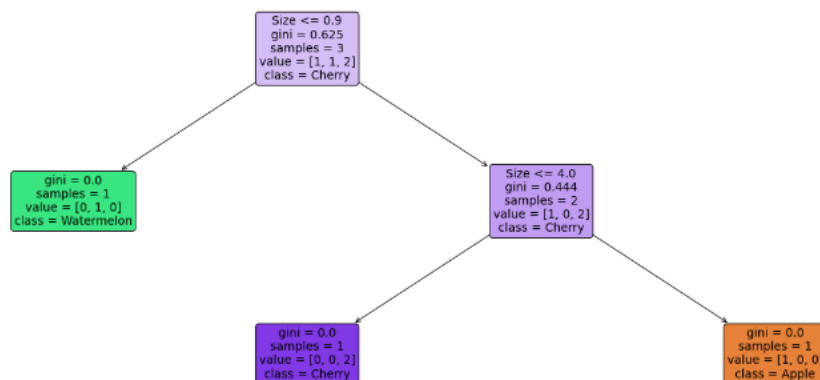 Size <= 0.9
gini = 0.625
samples = 3
value = [1, 1, 2]
class = Cherry
gini = 0.0
samples = 1
value = [0, 1, 0]
class = Watermelon
Size <= 4.0
gini = 0.444
samples = 2
value = [1, 0, 2]
class = Cherry
gini = 0.0
samples = 1
value = [0, 0, 2]
class = Cherry
gini = 0.0
samples = 1
value = [1, 0, 0
class = Apple